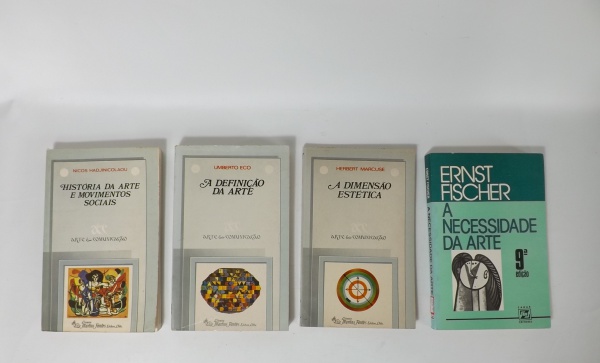 NICOS HADJINICOLAOU
HISTÓRIA DA ARTE
E MOVIMENTOS
SOCIAIS
ARTE & COMUNICAÇÃO
UMBERTO ECO
A DEFINIÇÃO
DA ARTE
ARTE & COMUNICAÇÃO
HERBERT MARCUSE
A DIMENSÃO
ESTÉTICA
ARTE & COMUNICAÇÃO
ERNST
FISCHER
A
NECESSIDADE
DA ARTE
9ª
edição